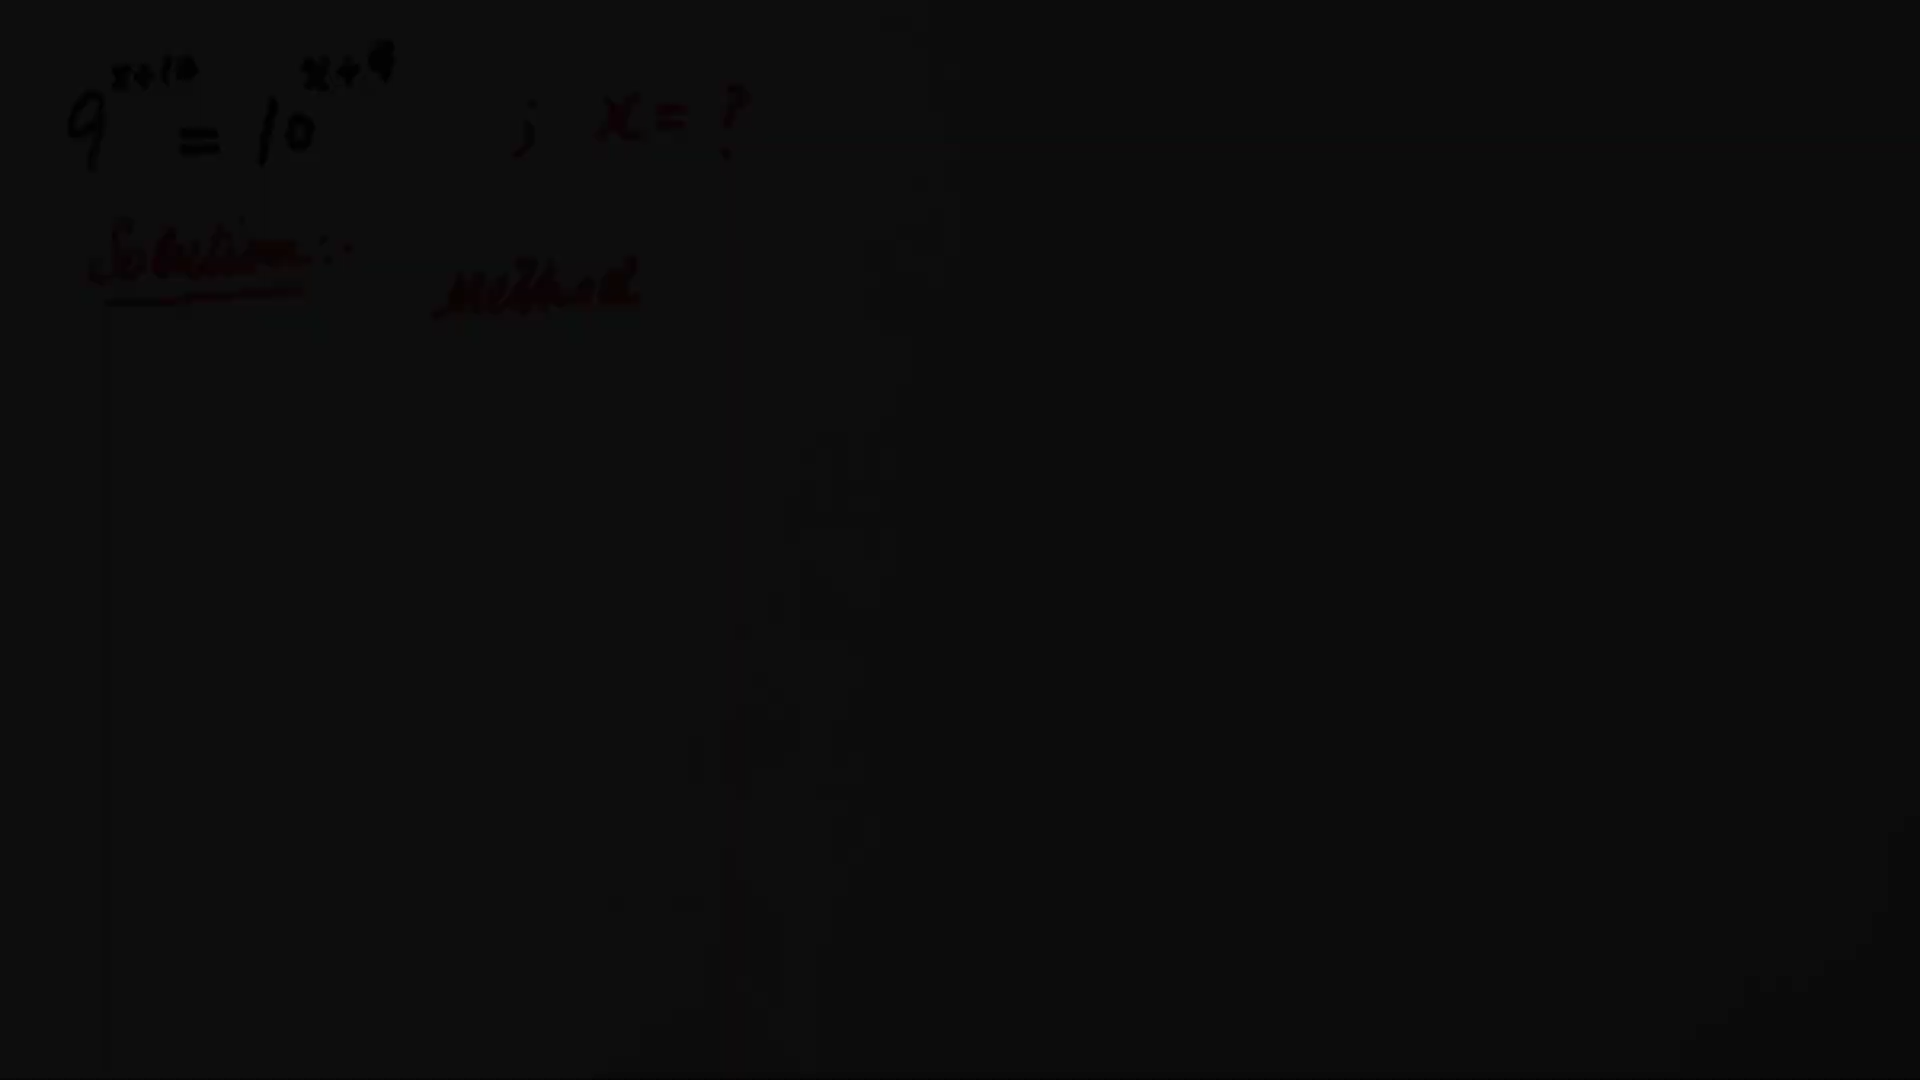 9^{x+10} = 10^{x+9} ; x = ?
Solution:-
Method